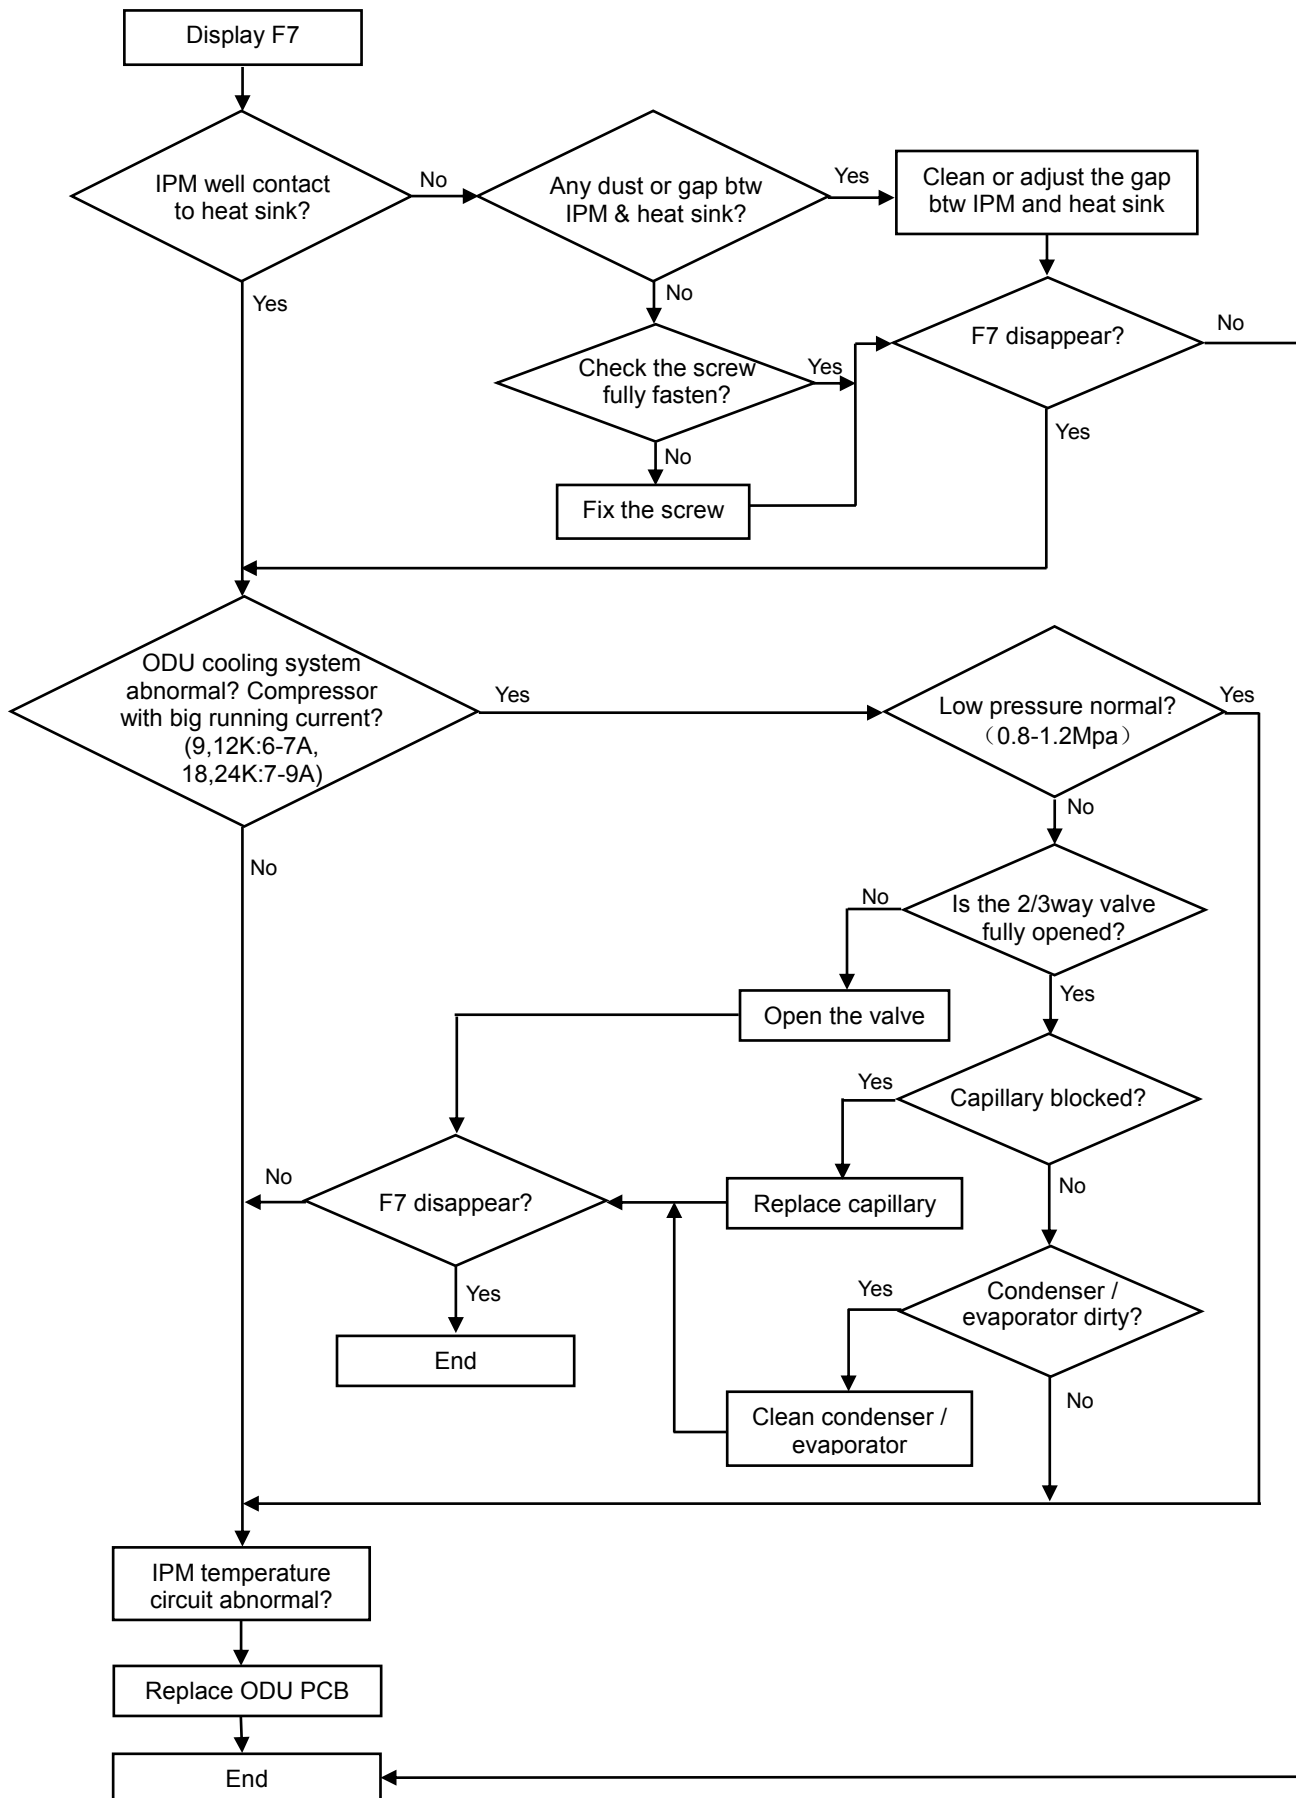 Display F7
IPM well contact
to heat sink?
No
Any dust or gap btw
IPM & heat sink?
Yes
Clean or adjust the gap
btw IPM and heat sink
Yes
No
F7 disappear?
No
Check the screw
fully fasten?
Yes
Yes
No
Fix the screw
ODU cooling system
abnormal? Compressor
with big running current?
(9,12K:6-7A,
18,24K:7-9A)
Yes
Low pressure normal?
（0.8-1.2Mpa）
Yes
No
No
Is the 2/3way valve
fully opened?
No
Yes
Open the valve
Capillary blocked?
Yes
No
Replace capillary
F7 disappear?
No
Yes
End
Condenser /
evaporator dirty?
Yes
No
Clean condenser /
evaporator
IPM temperature
circuit abnormal?
Replace ODU PCB
End